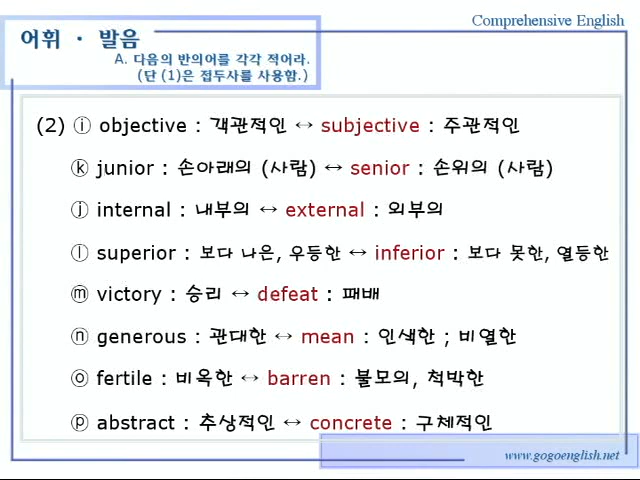 Comprehensive English
어휘 · 발음
A. 다음의 반의어를 각각 적어라.
(단 (1)은 접두사를 사용함.)
(2) ⓘ objective : 객관적인 ↔ subjective : 주관적인
ⓚ junior : 손아래의 (사람) ↔ senior : 손위의 (사람)
ⓙ internal : 내부의 ↔ external : 외부의
ⓛ superior : 보다 나은, 우등한 ↔ inferior : 보다 못한, 열등한
ⓜ victory : 승리 ↔ defeat : 패배
ⓝ generous : 관대한 ↔ mean : 인색한 ; 비열한
ⓞ fertile : 비옥한 ↔ barren : 불모의, 척박한
ⓟ abstract : 추상적인 ↔ concrete : 구체적인
www.gogoenglish.net